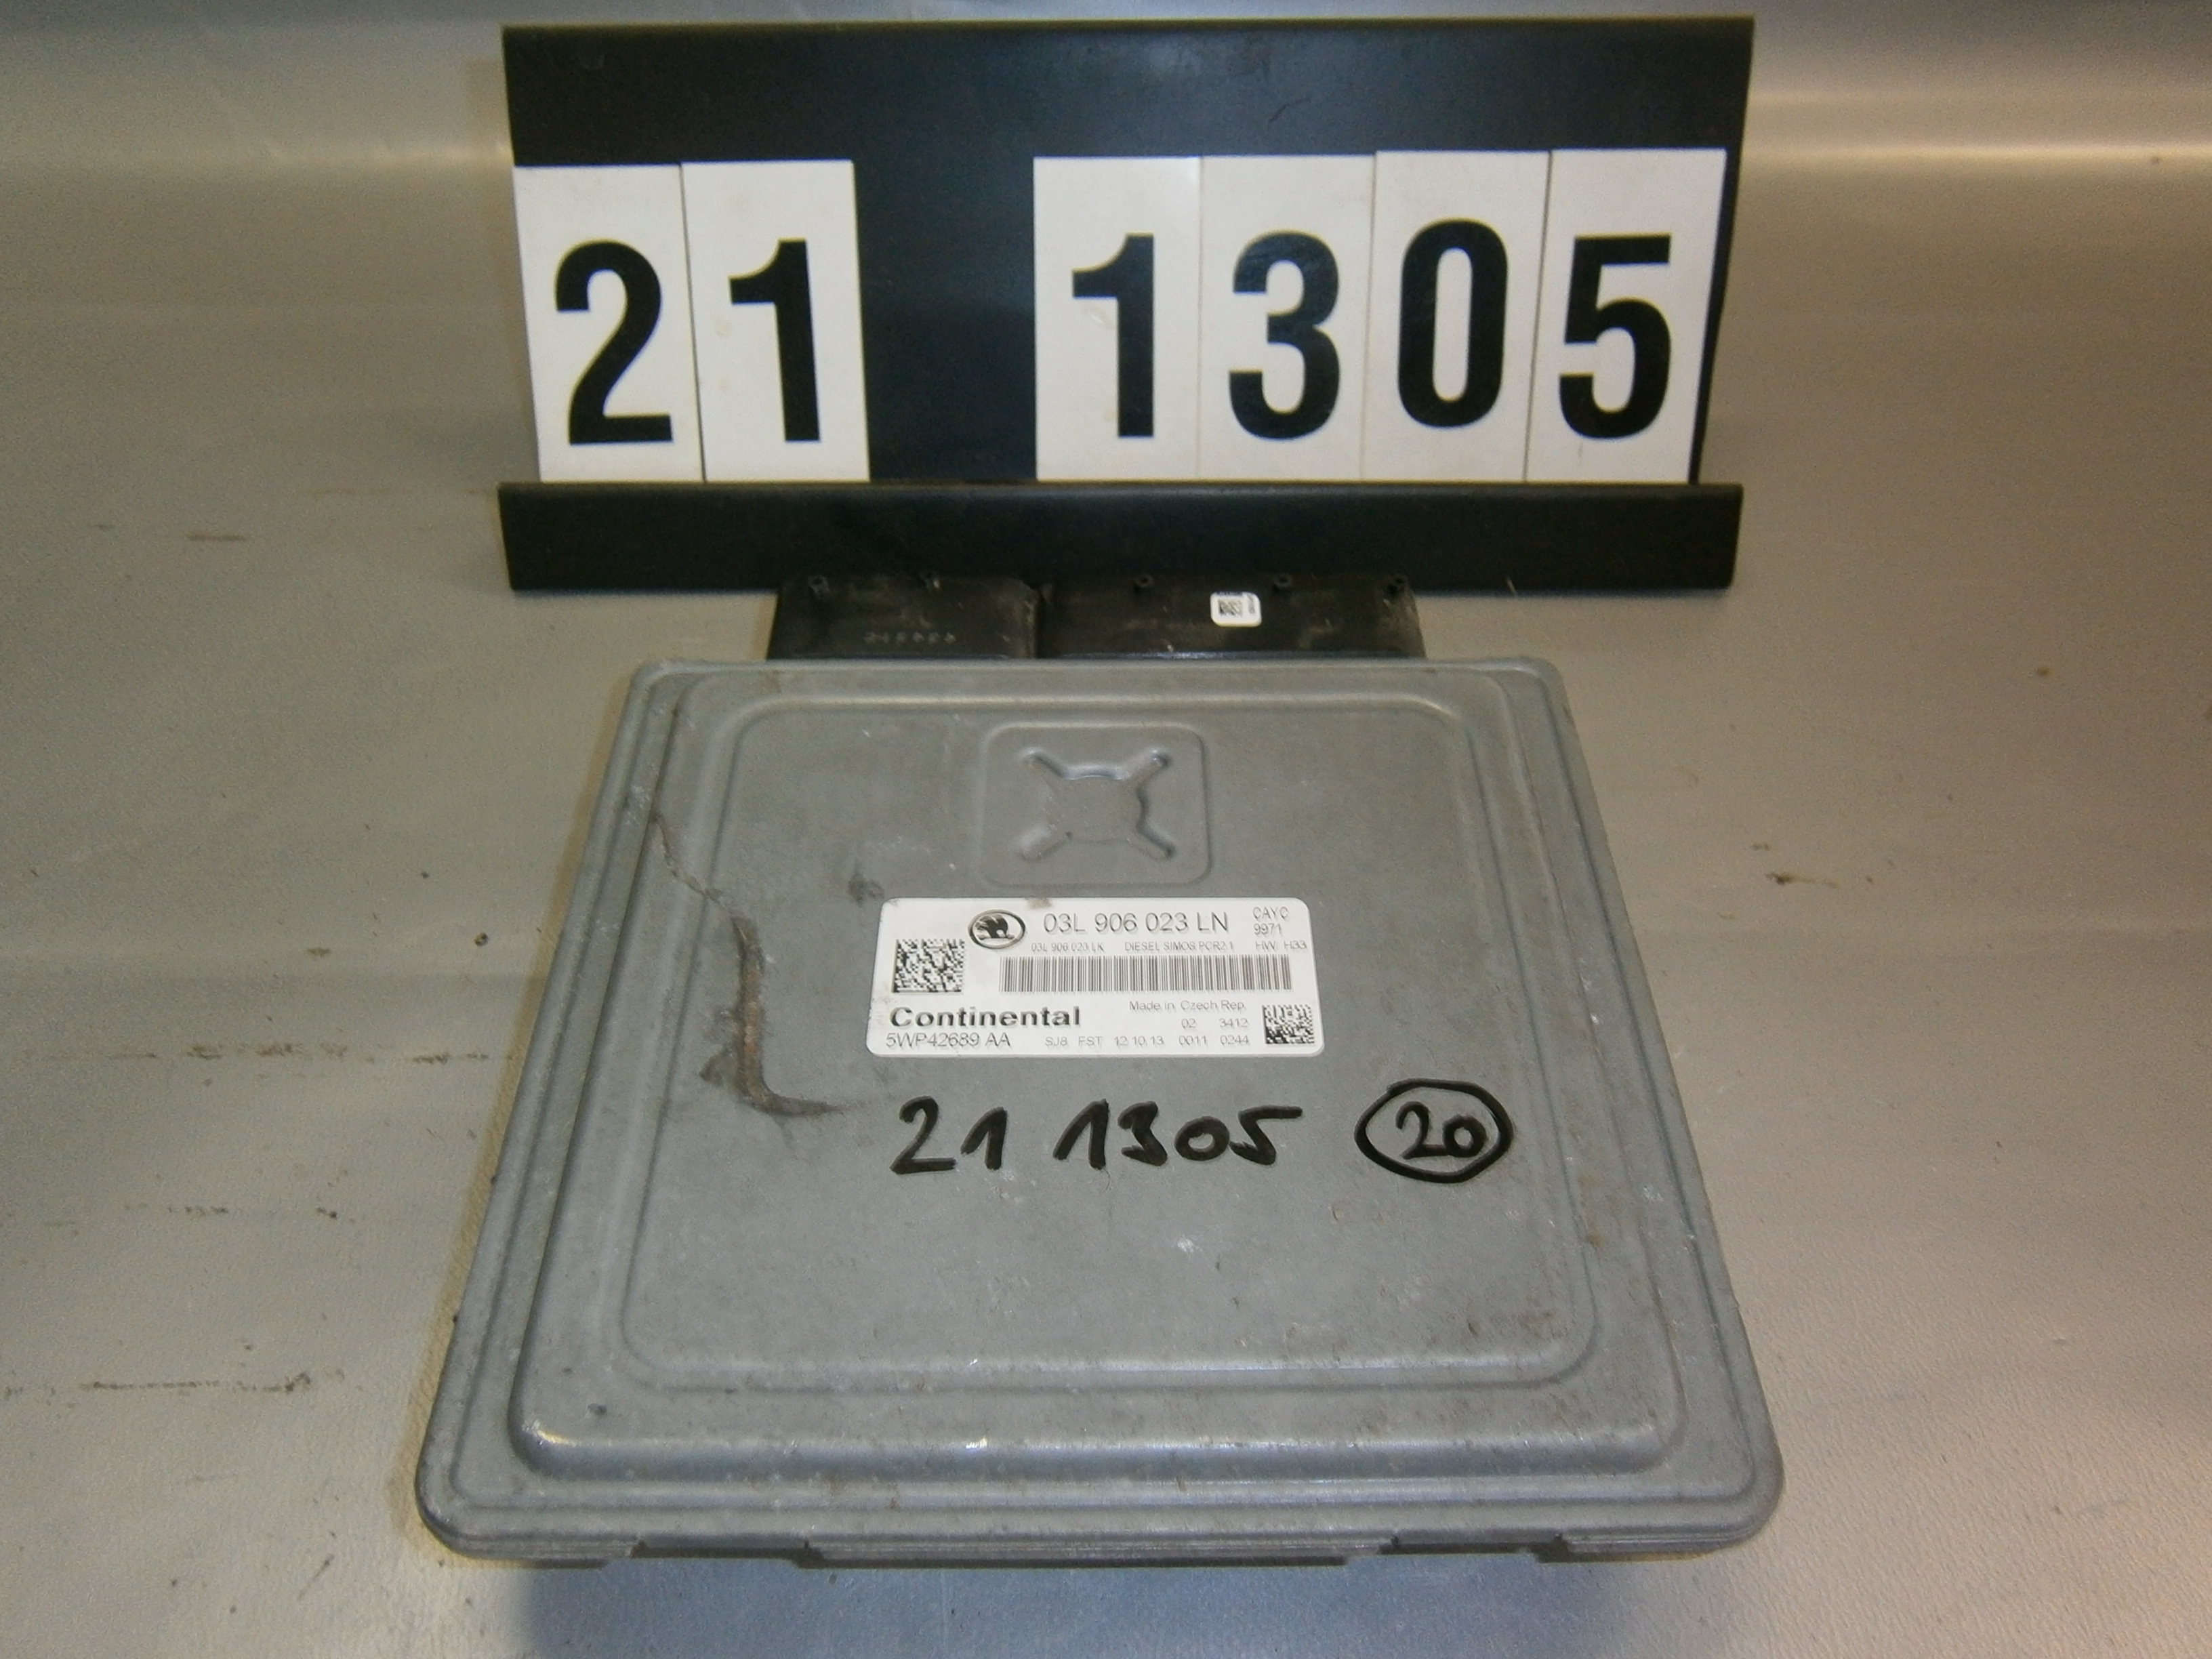 21 1305
03L 906 023 LN CAYC
9971
03L 906 023 LK DIESEL SIMOS PCR2.1 HW: H33
Made in Czech Rep.
Continental
02 3412
5WP42689 AA SJ8 FST 12.10.13 0011 0244
21 1305 20